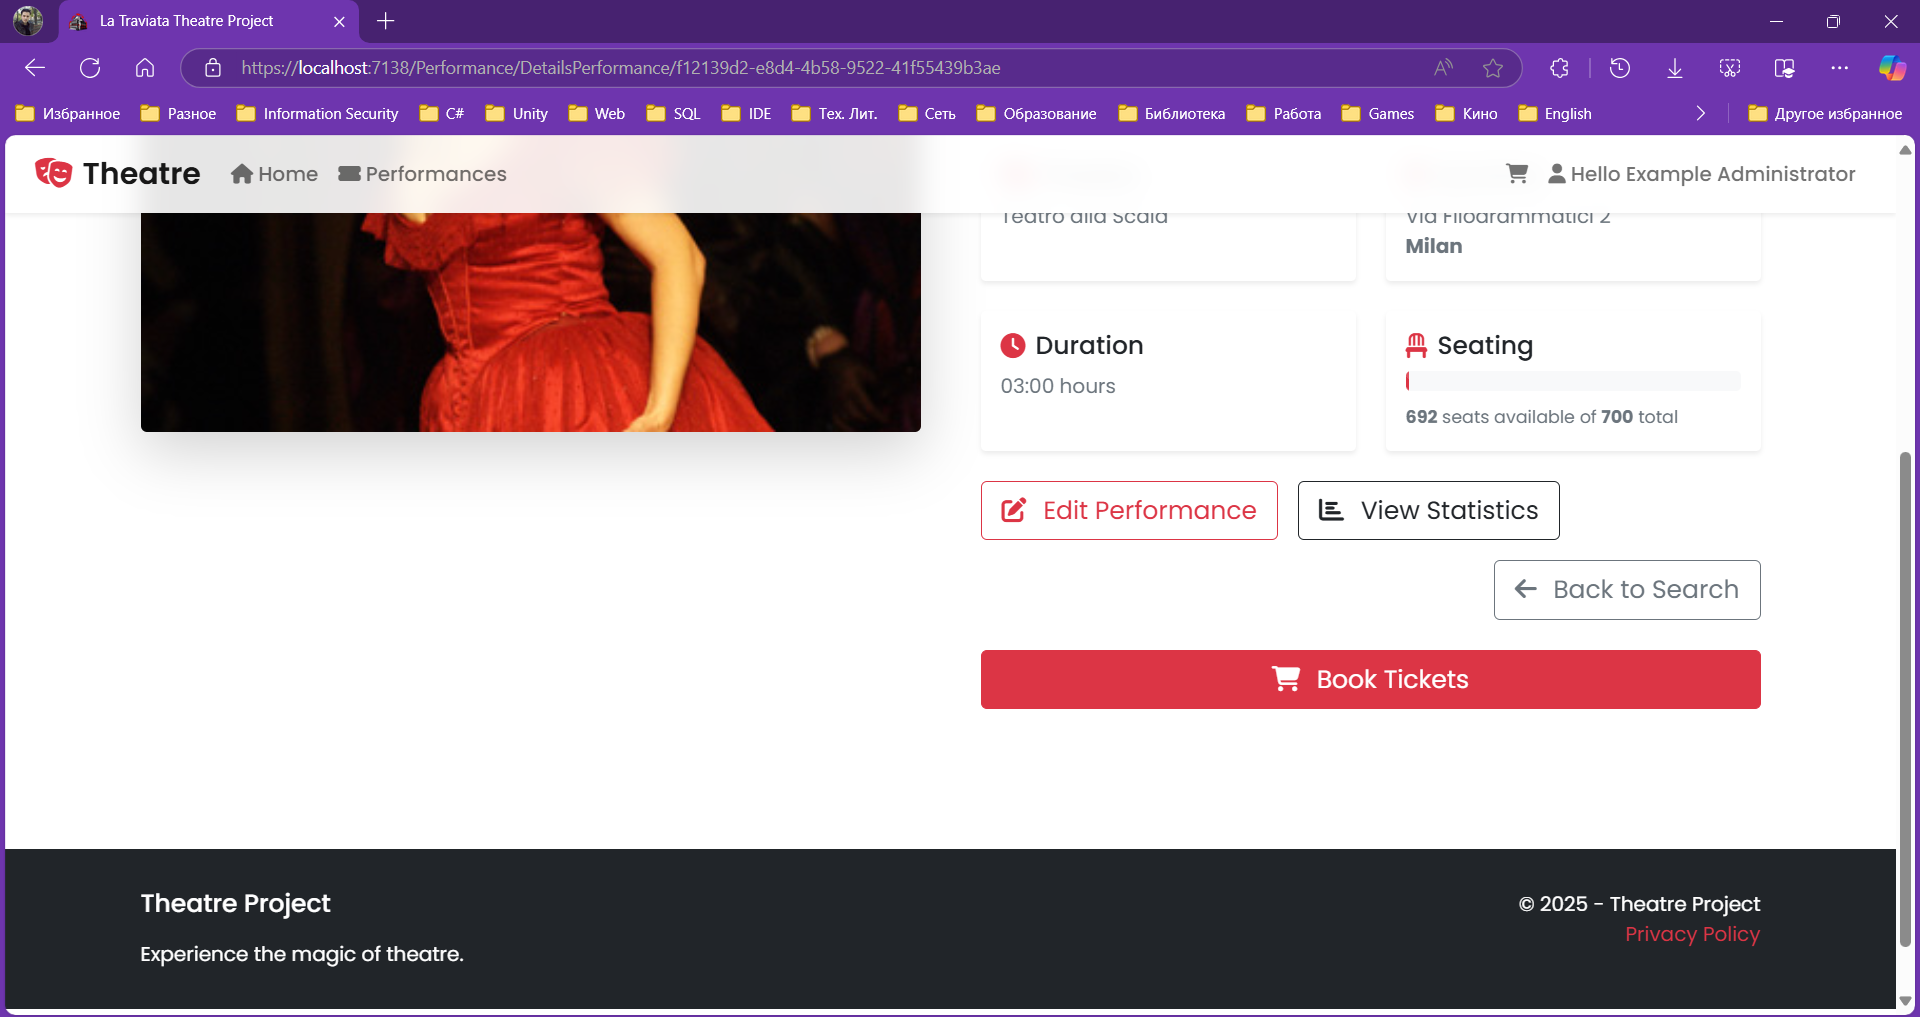 La Traviata Theatre Project
https://localhost:7138/Performance/DetailsPerformance/f12139d2-e8d4-4b58-9522-41f55439b3ae
Избранное Разное Information Security C# Unity Web SQL IDE Тех. Лит. Сеть Образование Библиотека Работа Games Кино English Другое избранное
Theatre Home Performances Hello Example Administrator
Teatro alla Scala
Via Filodrammatici 2
Milan
Duration
03:00 hours
Seating
692 seats available of 700 total
Edit Performance View Statistics
Back to Search
Book Tickets
Theatre Project
Experience the magic of theatre.
© 2025 - Theatre Project
Privacy Policy